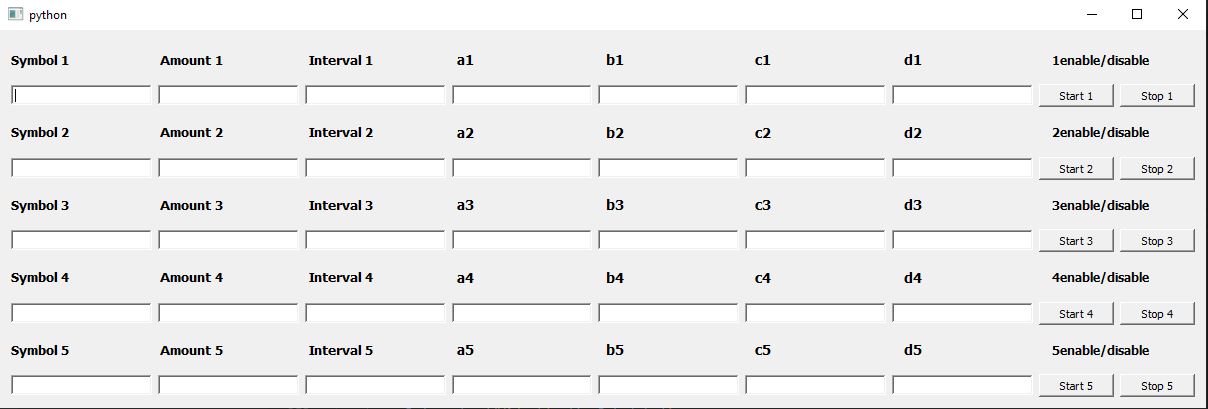 python
Symbol 1 Amount 1 Interval 1 a1 b1 c1 d1 1enable/disable
Start 1 Stop 1
Symbol 2 Amount 2 Interval 2 a2 b2 c2 d2 2enable/disable
Start 2 Stop 2
Symbol 3 Amount 3 Interval 3 a3 b3 c3 d3 3enable/disable
Start 3 Stop 3
Symbol 4 Amount 4 Interval 4 a4 b4 c4 d4 4enable/disable
Start 4 Stop 4
Symbol 5 Amount 5 Interval 5 a5 b5 c5 d5 5enable/disable
Start 5 Stop 5